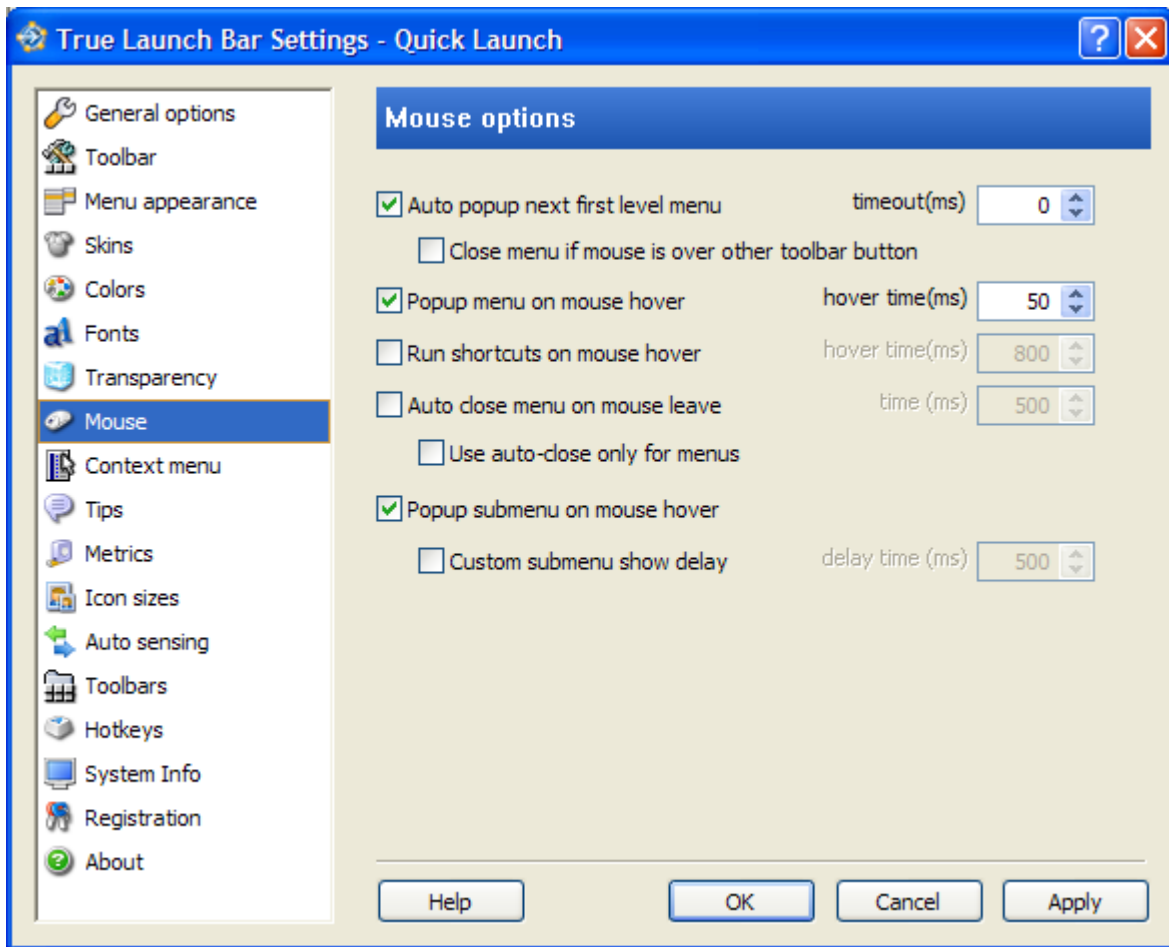 True Launch Bar Settings - Quick Launch
General options
Toolbar
Menu appearance
Skins
Colors
Fonts
Transparency
Mouse
Context menu
Tips
Metrics
Icon sizes
Auto sensing
Toolbars
Hotkeys
System Info
Registration
About
Mouse options
Auto popup next first level menu timeout(ms) 0
Close menu if mouse is over other toolbar button
Popup menu on mouse hover hover time(ms) 50
Run shortcuts on mouse hover hover time(ms) 800
Auto close menu on mouse leave time (ms) 500
Use auto-close only for menus
Popup submenu on mouse hover
Custom submenu show delay delay time (ms) 500
Help OK Cancel Apply